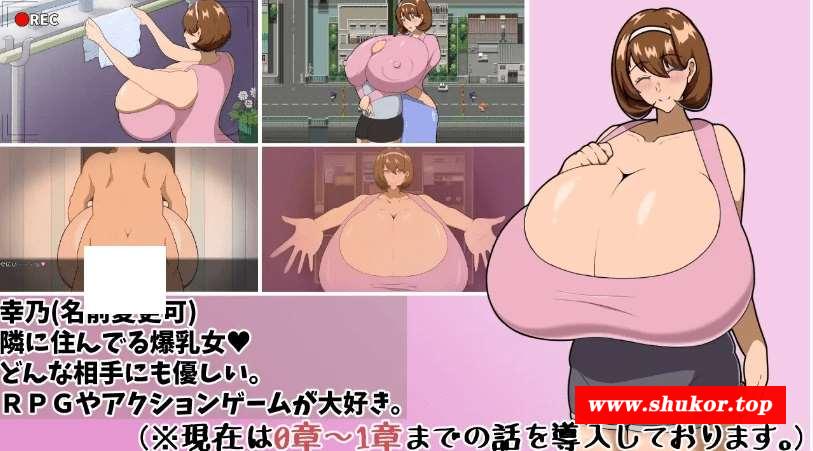 REC
幸乃(名前変更可)
隣に住んでる爆乳女♥
どんな相手にも優しい。
RPGやアクションゲームが大好き。
www.shukor.top
(※現在は0章～1章までの話を導入しております。)